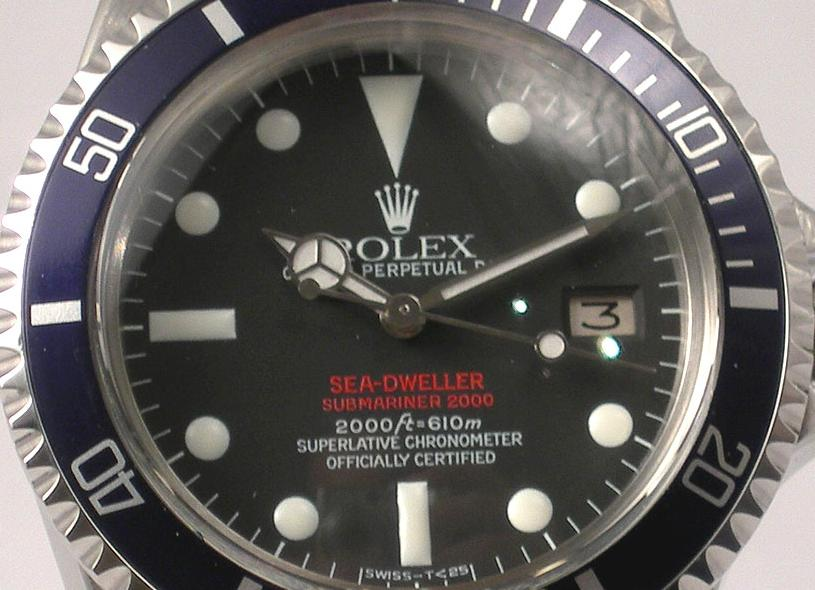 50
10
ROLEX
PERPETUAL
3
SEA-DWELLER
SUBMARINER 2000
2000ft=610m
SUPERLATIVE CHRONOMETER
OFFICIALLY CERTIFIED
40
20
SWISS-T<25